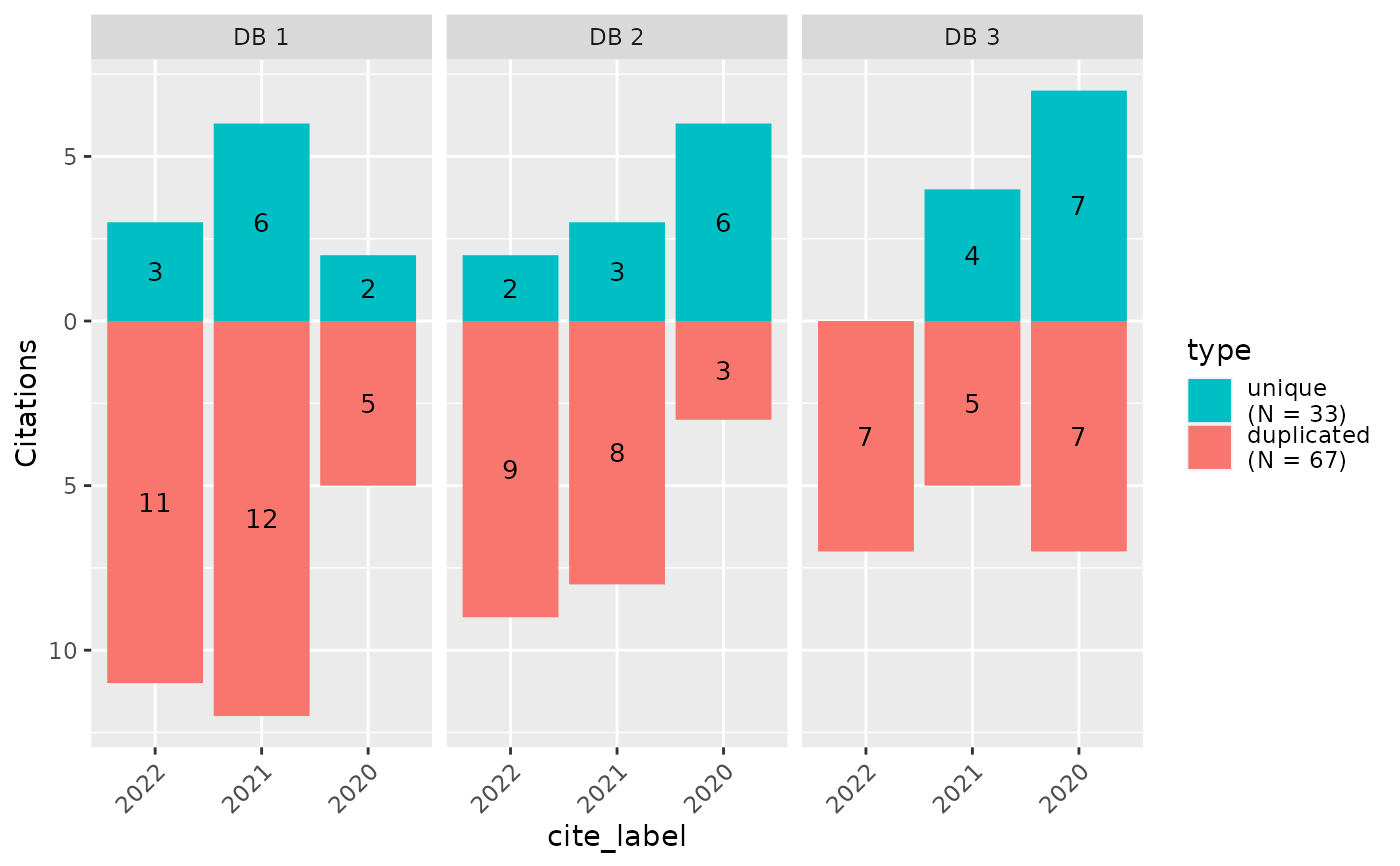 DB 1 DB 2 DB 3
5
0
5
10
Citations
3 6 2
11 12 5
2 3 6
9 8 3
4 7
7 5 7
2022 2021 2020 2022 2021 2020 2022 2021 2020
cite_label
type
unique
(N = 33)
duplicated
(N = 67)